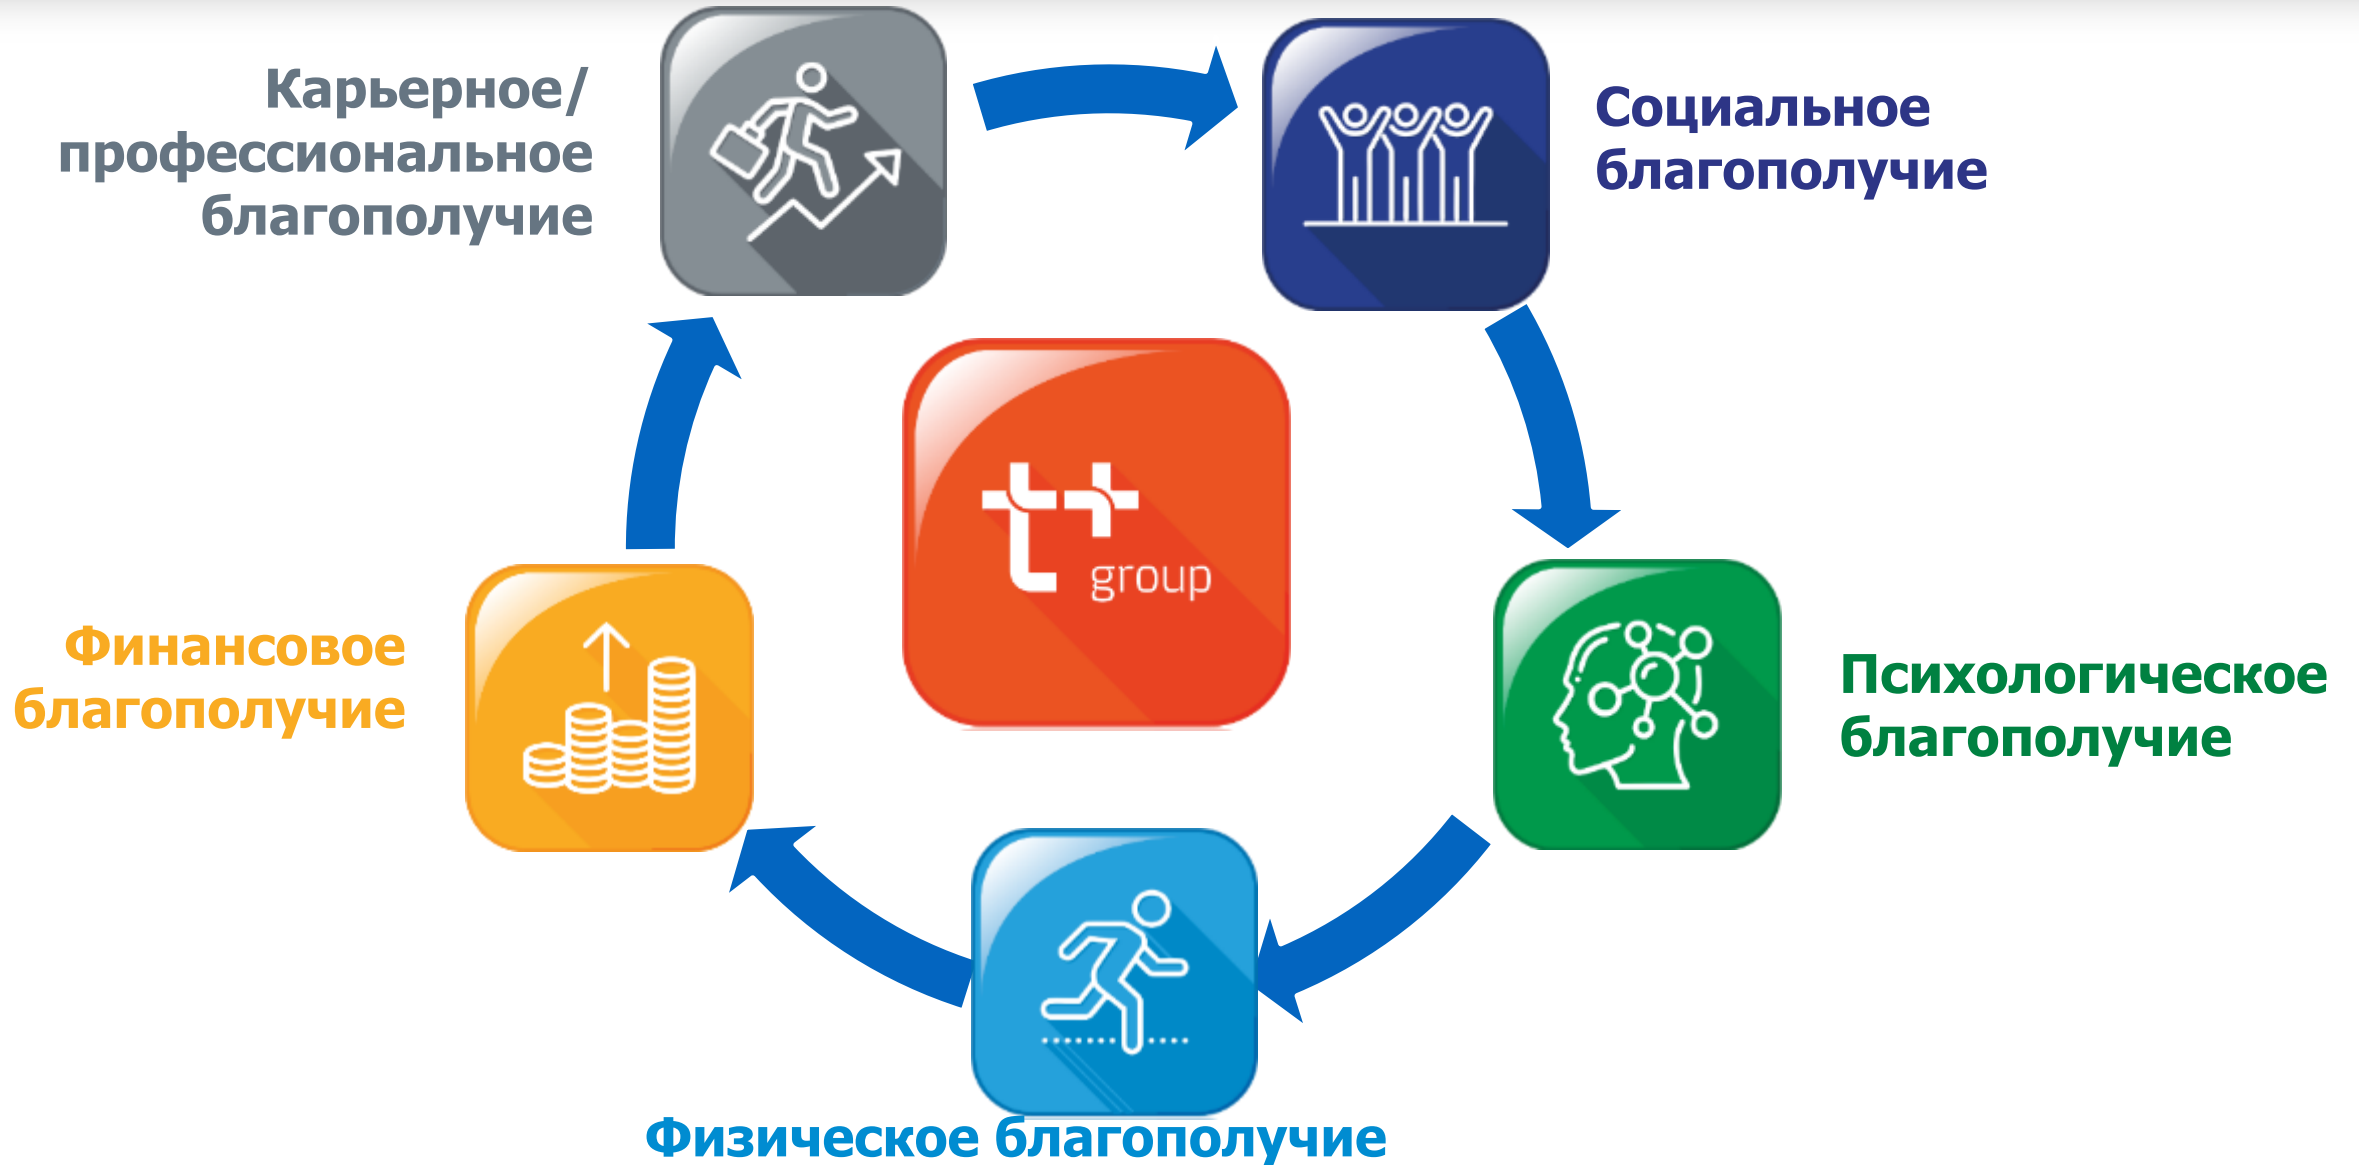 Карьерное/
профессиональное
благополучие
Социальное
благополучие
t+
group
Финансовое
благополучие
Психологическое
благополучие
Физическое благополучие